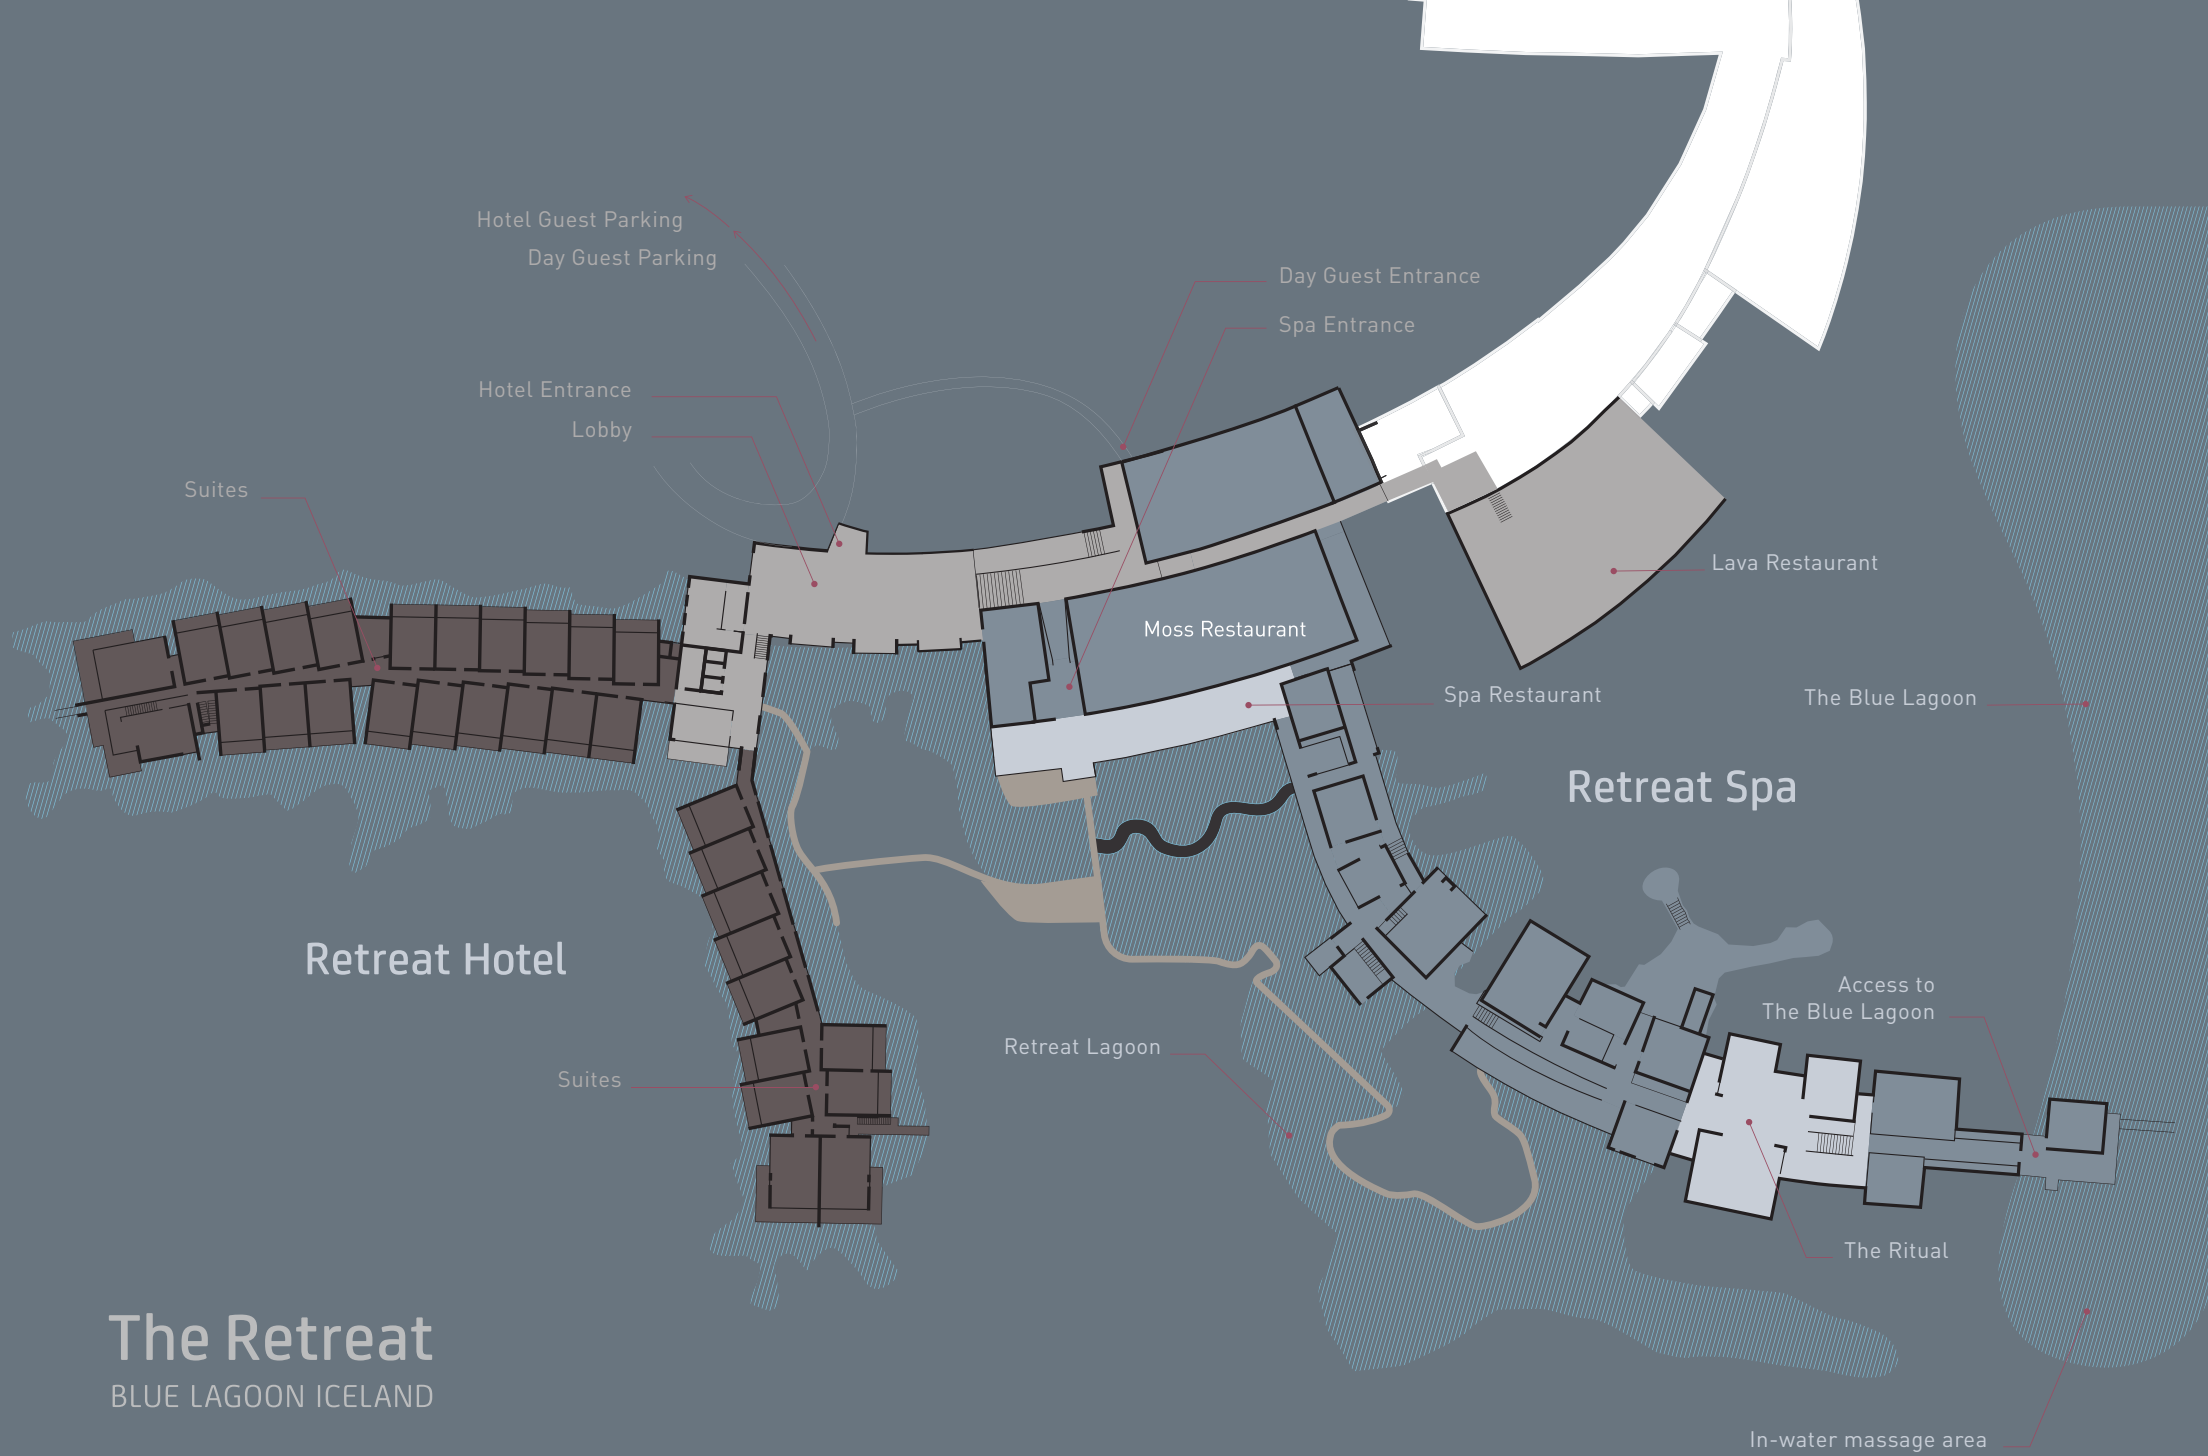 Hotel Guest Parking
Day Guest Parking
Day Guest Entrance
Spa Entrance
Hotel Entrance
Lobby
Suites
Lava Restaurant
Moss Restaurant
Spa Restaurant
The Blue Lagoon
Retreat Spa
Retreat Hotel
Access to
The Blue Lagoon
Retreat Lagoon
Suites
The Ritual
The Retreat
BLUE LAGOON ICELAND
In-water massage area